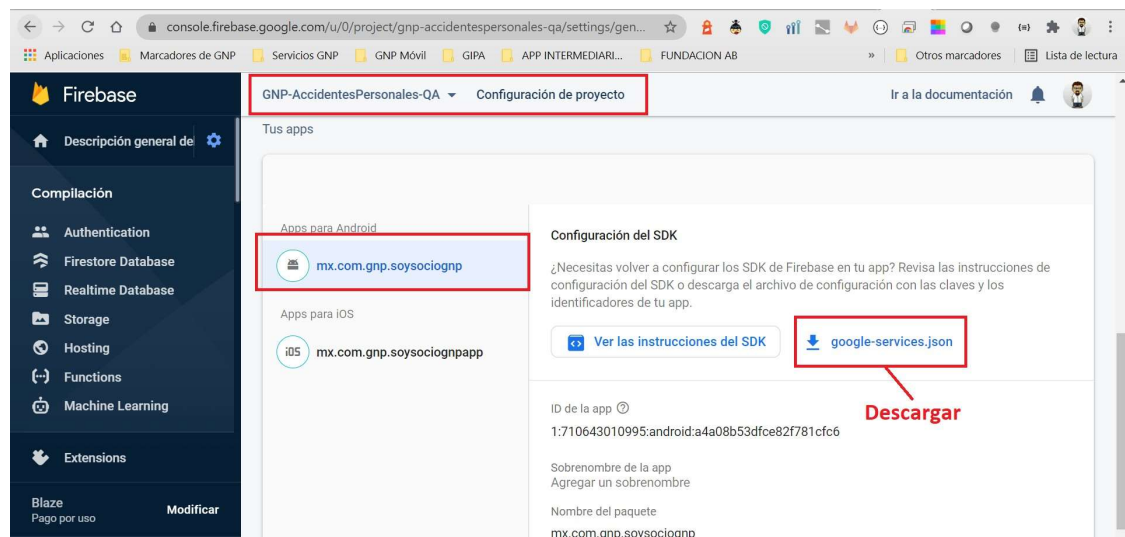 console.firebase.google.com/u/0/project/gnp-accidentespersonales-qa/settings/gen...
Aplicaciones Marcadores de GNP Servicios GNP GNP Móvil GIPA APP INTERMEDIARI... FUNDACION AB » Otros marcadores Lista de lectura
Firebase
GNP-AccidentesPersonales-QA Configuración de proyecto Ir a la documentación
Descripción general de
Tus apps
Compilación
Authentication
Firestore Database
Realtime Database
Storage
Hosting
Functions
Machine Learning
Extensions
Blaze
Pago por uso
Modificar
Apps para Android
mx.com.gnp.soysociognp
Apps para iOS
iOS mx.com.gnp.soysociognpapp
Configuración del SDK
¿Necesitas volver a configurar los SDK de Firebase en tu app? Revisa las instrucciones de
configuración del SDK o descarga el archivo de configuración con las claves y los
identificadores de tu app.
Ver las instrucciones del SDK google-services.json
Descargar
ID de la app
1:710643010995:android:a4a08b53dfce82f781cfc6
Sobrenombre de la app
Agregar un sobrenombre
Nombre del paquete
mx.com.gnp.soysociognp